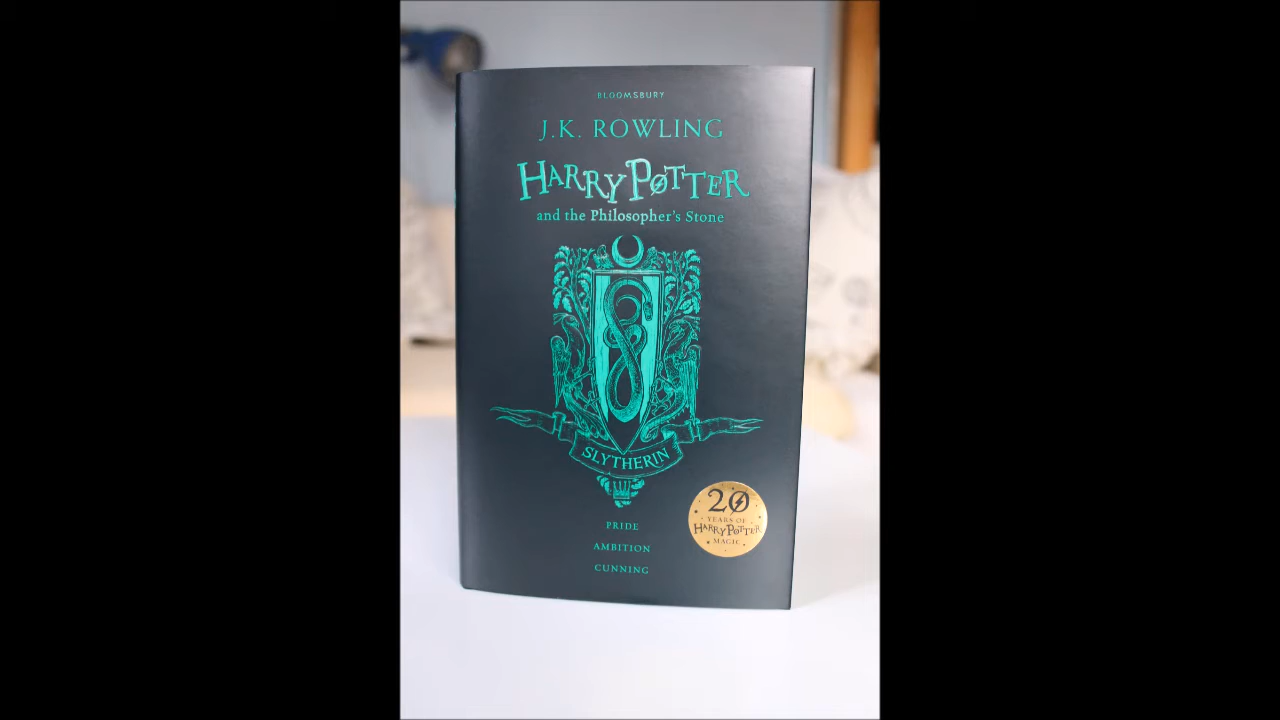 BLOOMSBURY
J.K. ROWLING
HARRY POTTER
and the Philosopher's Stone
SLYTHERIN
PRIDE
AMBITION
CUNNING
20
YEARS OF
HARRY POTTER
MAGIC